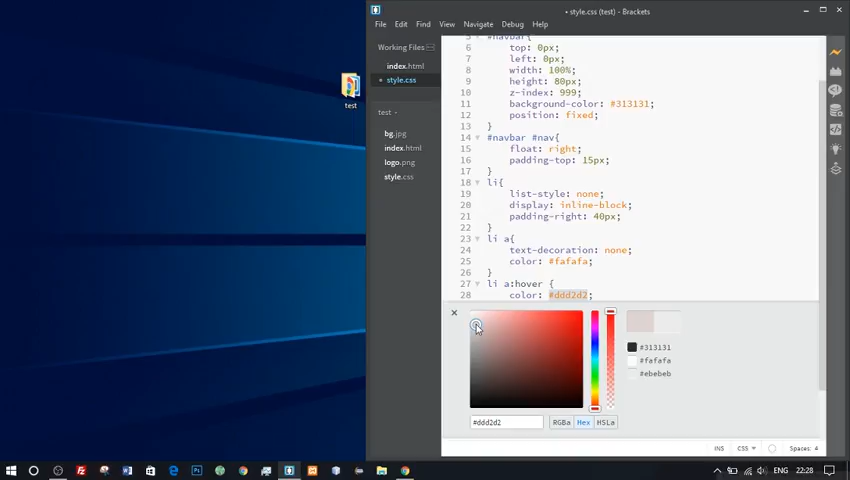 • style.css (test) - Brackets
File Edit Find View Navigate Debug Help
Working Files
index.html
• style.css
test
test -
bg.jpg
index.html
logo.png
style.css
5 #navbar{
6 top: 0px;
7 left: 0px;
8 width: 100%;
9 height: 80px;
10 z-index: 999;
11 background-color: #313131;
12 position: fixed;
13 }
14 #navbar #nav{
15 float: right;
16 padding-top: 15px;
17 }
18 li{
19 list-style: none;
20 display: inline-block;
21 padding-right: 40px;
22 }
23 li a{
24 text-decoration: none;
25 color: #fafafa;
26 }
27 li a:hover {
28 color: #ddd2d2;
#313131
#fafafa
#ebebeb
#ddd2d2
RGBa Hex HSLa
INS CSS Spaces: 4
ENG 22:28